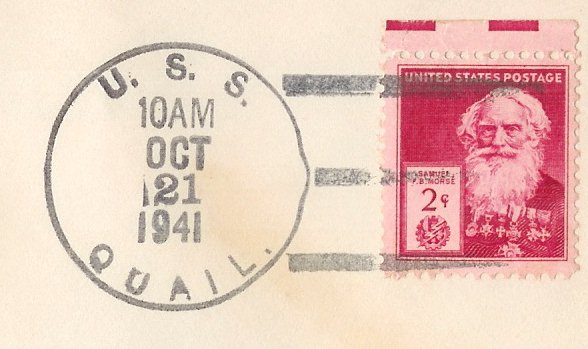 U. S. S.
10AM
OCT
21
1941
QUAIL.
UNITED STATES POSTAGE
SAMUEL
F. B. MORSE
2¢